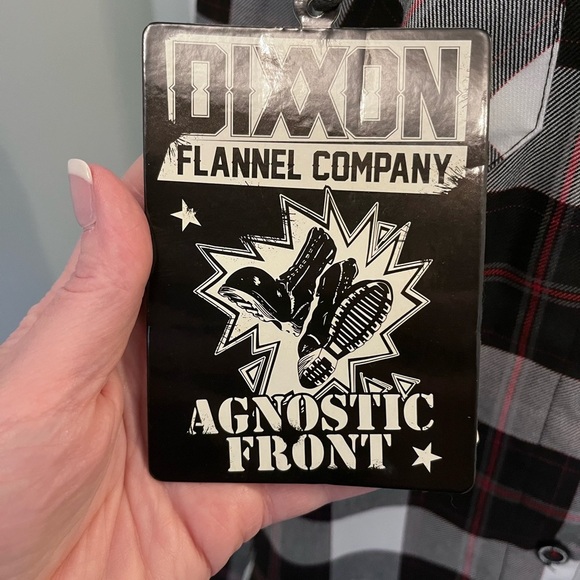 DIXXON
FLANNEL COMPANY
AGNOSTIC
FRONT